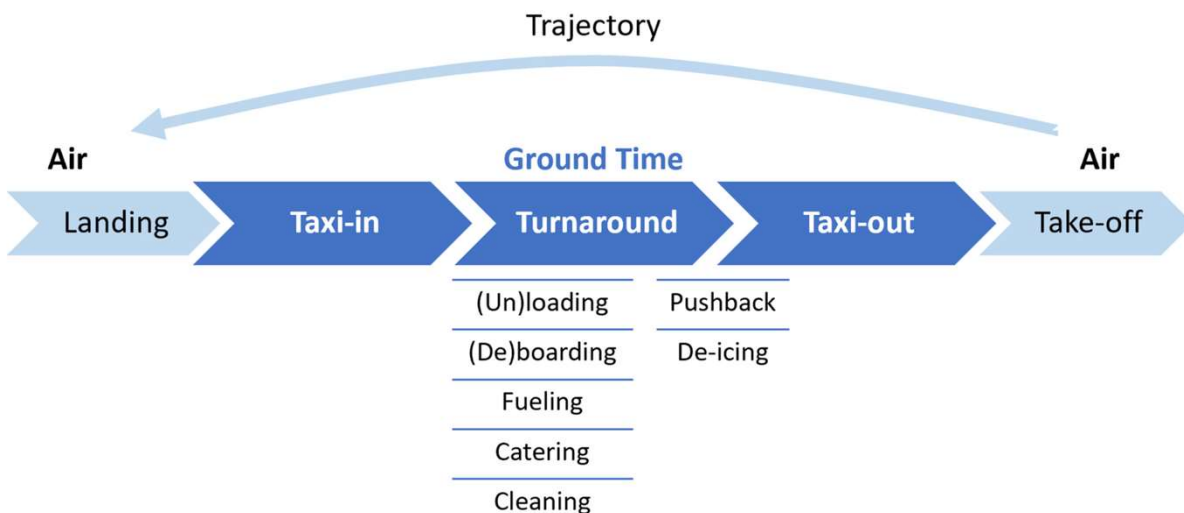 Trajectory
Air
Ground Time
Air
Landing
Taxi-in
Turnaround
Taxi-out
Take-off
(Un)loading
Pushback
(De)boarding
De-icing
Fueling
Catering
Cleaning